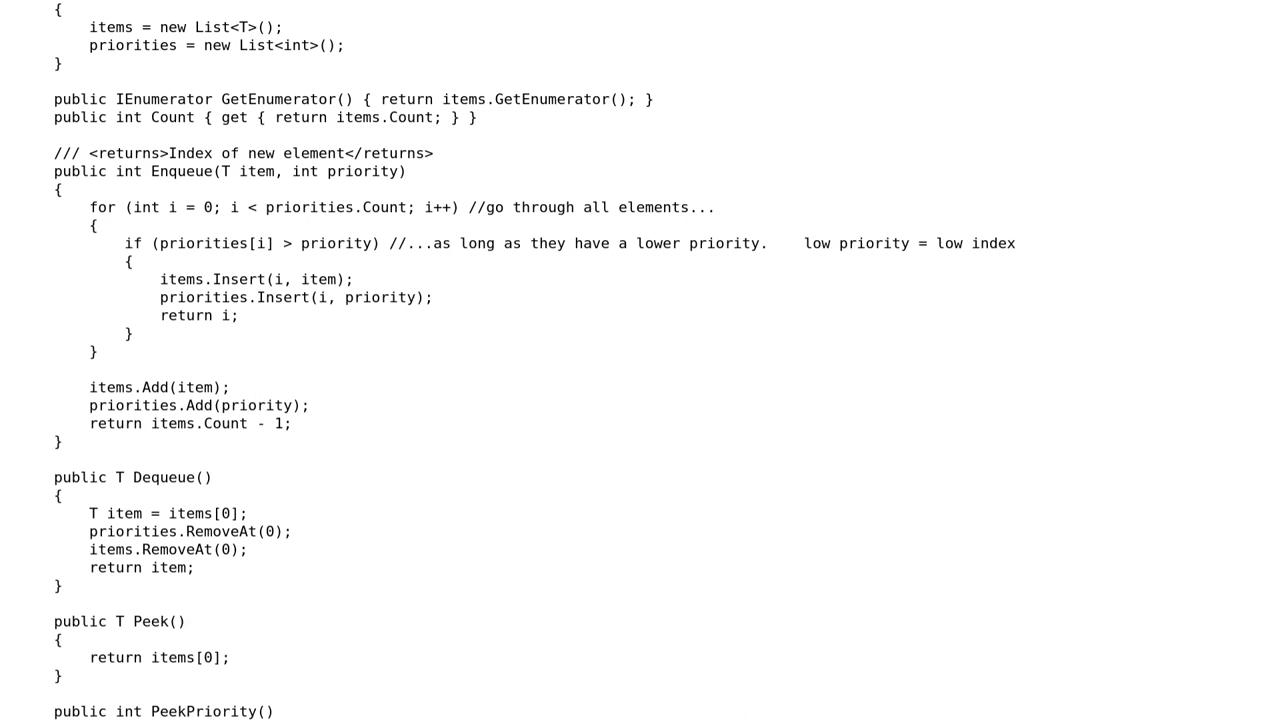 {
    items = new List<T>();
    priorities = new List<int>();
}

public IEnumerator GetEnumerator() { return items.GetEnumerator(); }
public int Count { get { return items.Count; } }

/// <returns>Index of new element</returns>
public int Enqueue(T item, int priority)
{
    for (int i = 0; i < priorities.Count; i++) //go through all elements...
    {
        if (priorities[i] > priority) //...as long as they have a lower priority.    low priority = low index
        {
            items.Insert(i, item);
            priorities.Insert(i, priority);
            return i;
        }
    }

    items.Add(item);
    priorities.Add(priority);
    return items.Count - 1;
}

public T Dequeue()
{
    T item = items[0];
    priorities.RemoveAt(0);
    items.RemoveAt(0);
    return item;
}

public T Peek()
{
    return items[0];
}

public int PeekPriority()